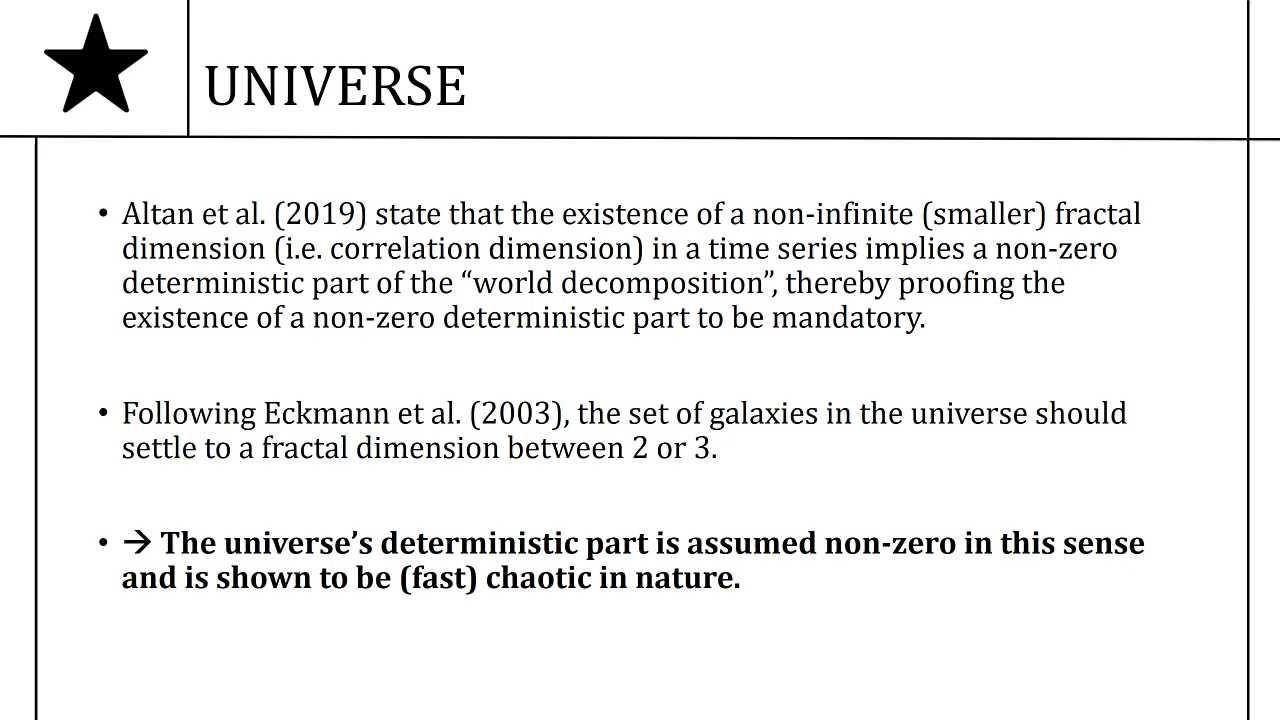 UNIVERSE
• Altan et al. (2019) state that the existence of a non-infinite (smaller) fractal
dimension (i.e. correlation dimension) in a time series implies a non-zero
deterministic part of the “world decomposition”, thereby proofing the
existence of a non-zero deterministic part to be mandatory.
• Following Eckmann et al. (2003), the set of galaxies in the universe should
settle to a fractal dimension between 2 or 3.
• → The universe’s deterministic part is assumed non-zero in this sense
and is shown to be (fast) chaotic in nature.